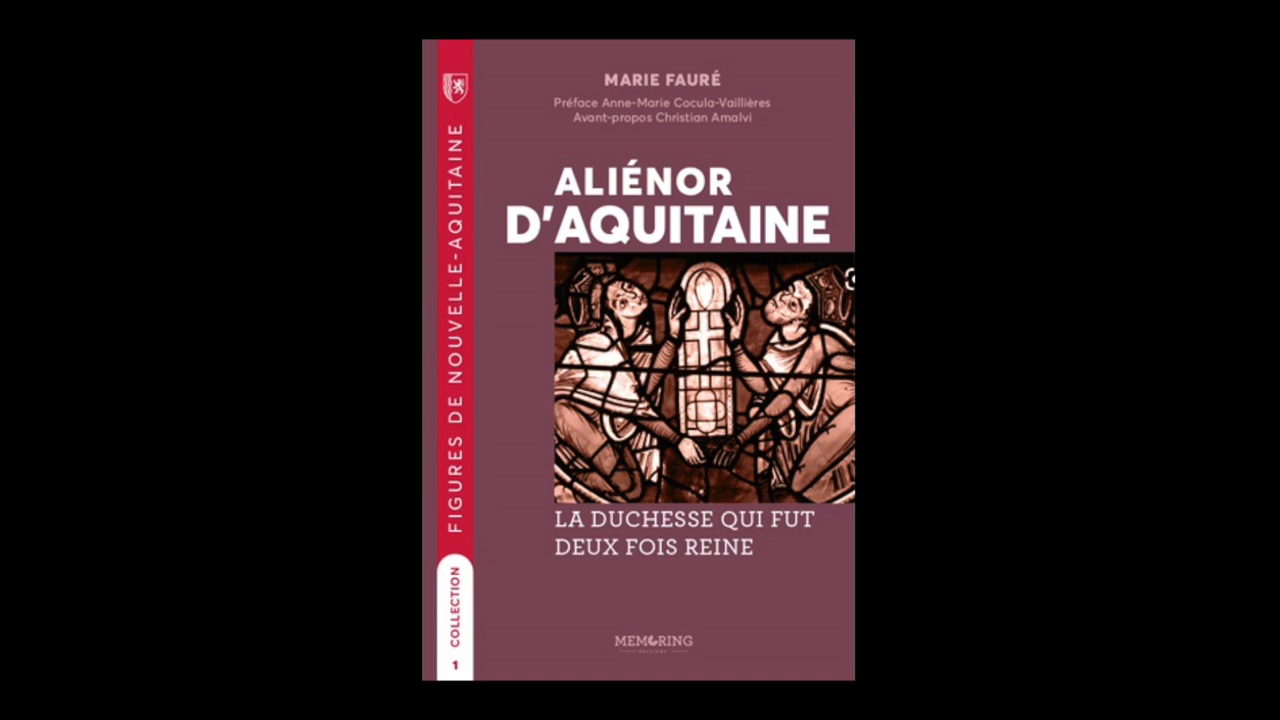 MARIE FAURÉ
Préface Anne-Marie Cocula-Vaillières
Avant-propos Christian Amalvi
ALIÉNOR
D'AQUITAINE
LA DUCHESSE QUI FUT
DEUX FOIS REINE
MEMORING
EDITIONS
FIGURES DE NOUVELLE-AQUITAINE
COLLECTION
1